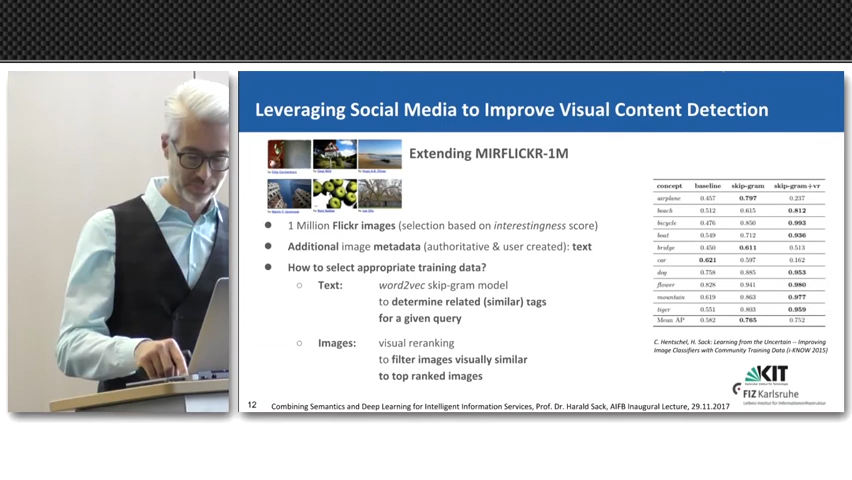 Leveraging Social Media to Improve Visual Content Detection
Extending MIRFLICKR-1M
● 1 Million Flickr images (selection based on interestingness score)
● Additional image metadata (authoritative & user created): text
● How to select appropriate training data?
○ Text: word2vec skip-gram model
to determine related (similar) tags
for a given query
○ Images: visual reranking
to filter images visually similar
to top ranked images
concept baseline skip-gram skip-gram+vr
airplane 0.457 0.797 0.237
beach 0.512 0.615 0.812
bicycle 0.476 0.850 0.993
boat 0.549 0.712 0.936
bridge 0.450 0.611 0.513
car 0.621 0.597 0.162
dog 0.758 0.885 0.953
flower 0.828 0.941 0.980
mountain 0.619 0.863 0.977
tiger 0.551 0.803 0.959
Mean AP 0.582 0.765 0.752
C. Hentschel, H. Sack: Learning from the Uncertain -- Improving
Image Classifiers with Community Training Data (i-KNOW 2015)
KIT
FIZ Karlsruhe
12 Combining Semantics and Deep Learning for Intelligent Information Services, Prof. Dr. Harald Sack, AIFB Inaugural Lecture, 29.11.2017